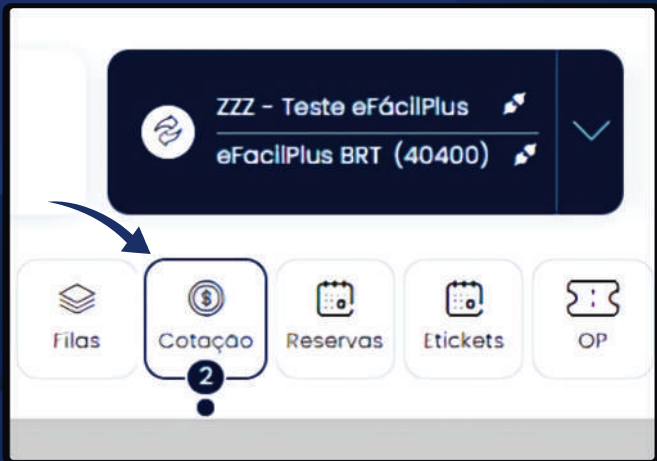 ZZZ - Teste eFácilPlus
eFacilPlus BRT (40400)
Filas
Cotação
Reservas
Etickets
OP
2